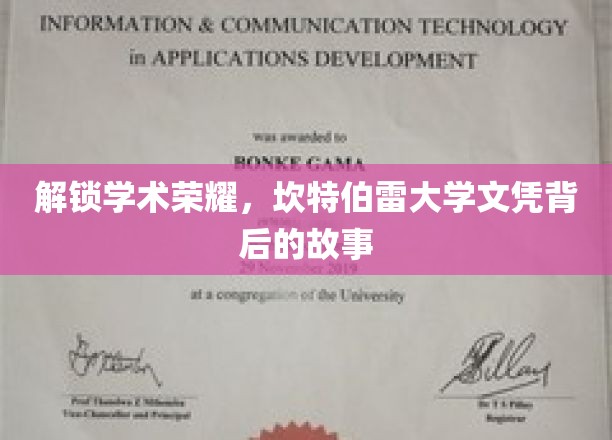 INFORMATION & COMMUNICATION TECHNOLOGY
in APPLICATIONS DEVELOPMENT
was awarded to
BONKE GAMA
解锁学术荣耀，坎特伯雷大学文凭背
后的故事
29 November 2019
at a congregation of the University
Vice-Chancellor and Principal
Registrar